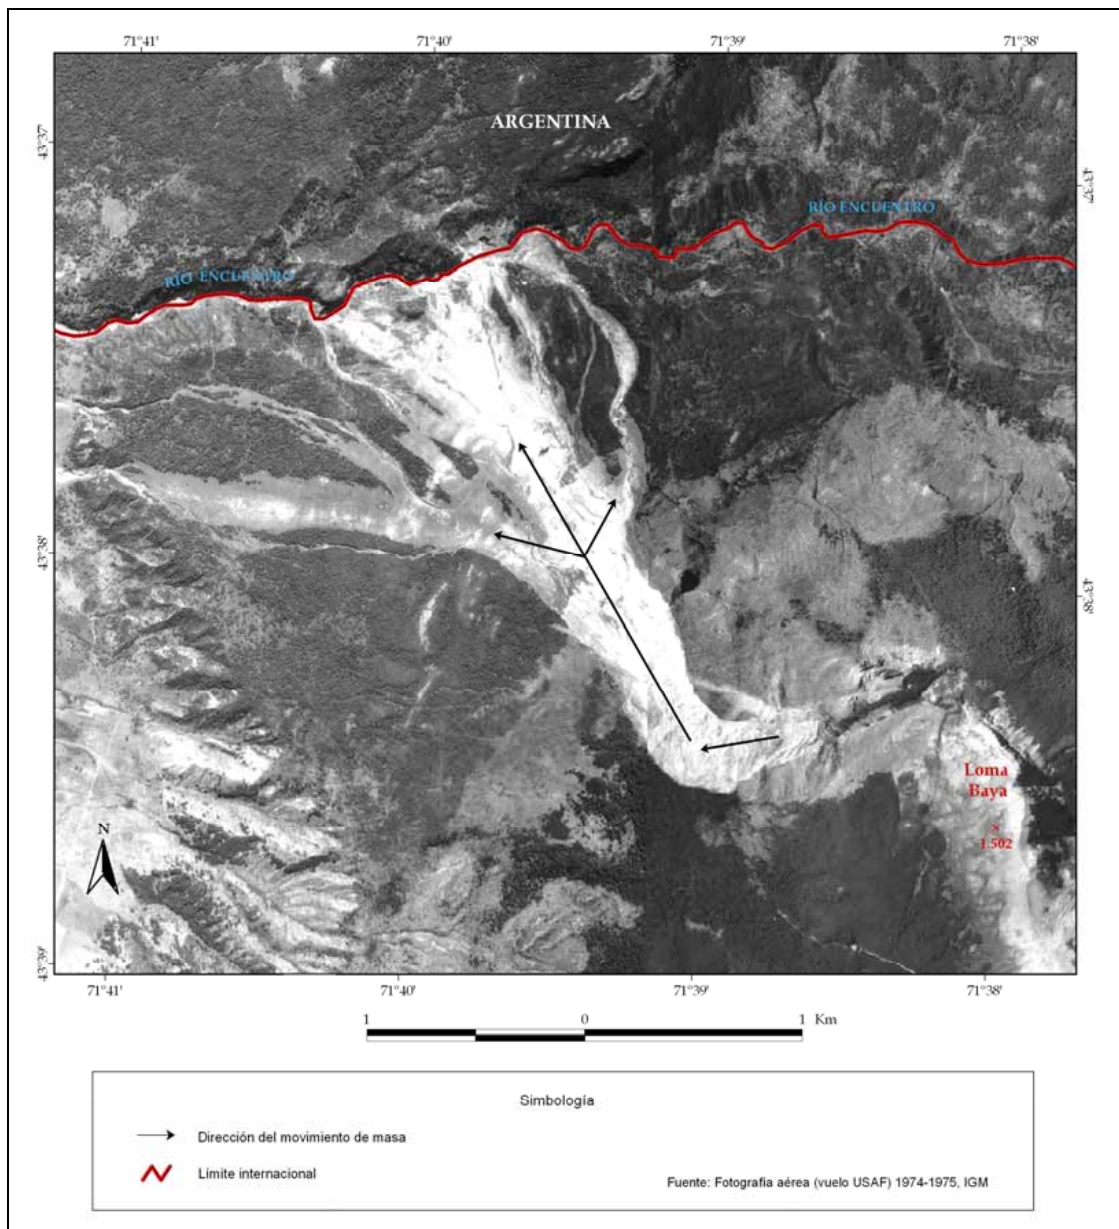 71°41' 71°40' 71°39' 71°38'
43°37'
43°37'
ARGENTINA
RÍO ENCUENTRO
RÍO ENCUENTRO
43°38'
43°38'
Loma
Baya
x
1.502
N
43°39'
71°41' 71°40' 71°39' 71°38'
1 0 1 Km
Simbología
Dirección del movimiento de masa
Límite internacional
Fuente: Fotografía aérea (vuelo USAF) 1974-1975, IGM